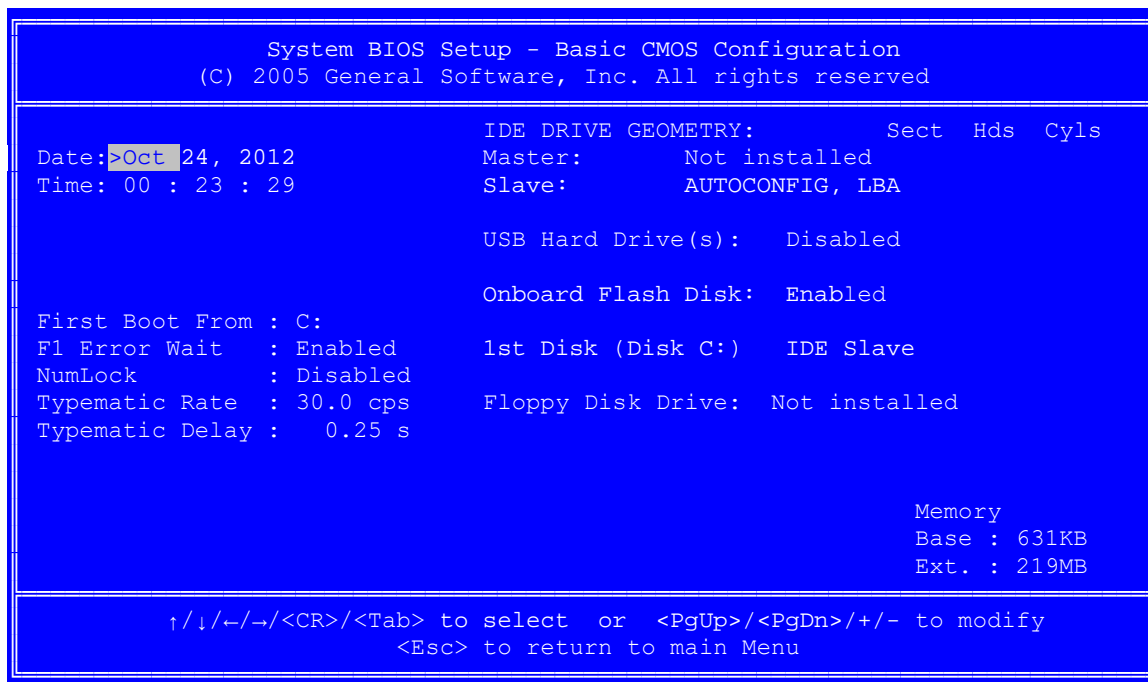 System BIOS Setup - Basic CMOS Configuration
(C) 2005 General Software, Inc. All rights reserved
IDE DRIVE GEOMETRY: Sect Hds Cyls
Date:>Oct 24, 2012 Master: Not installed
Time: 00 : 23 : 29 Slave: AUTOCONFIG, LBA
USB Hard Drive(s): Disabled
Onboard Flash Disk: Enabled
First Boot From : C:
F1 Error Wait : Enabled 1st Disk (Disk C:) IDE Slave
NumLock : Disabled
Typematic Rate : 30.0 cps Floppy Disk Drive: Not installed
Typematic Delay : 0.25 s
Memory
Base : 631KB
Ext. : 219MB
↑/↓/←/→/<CR>/<Tab> to select or <PgUp>/<PgDn>/+/- to modify
<Esc> to return to main Menu